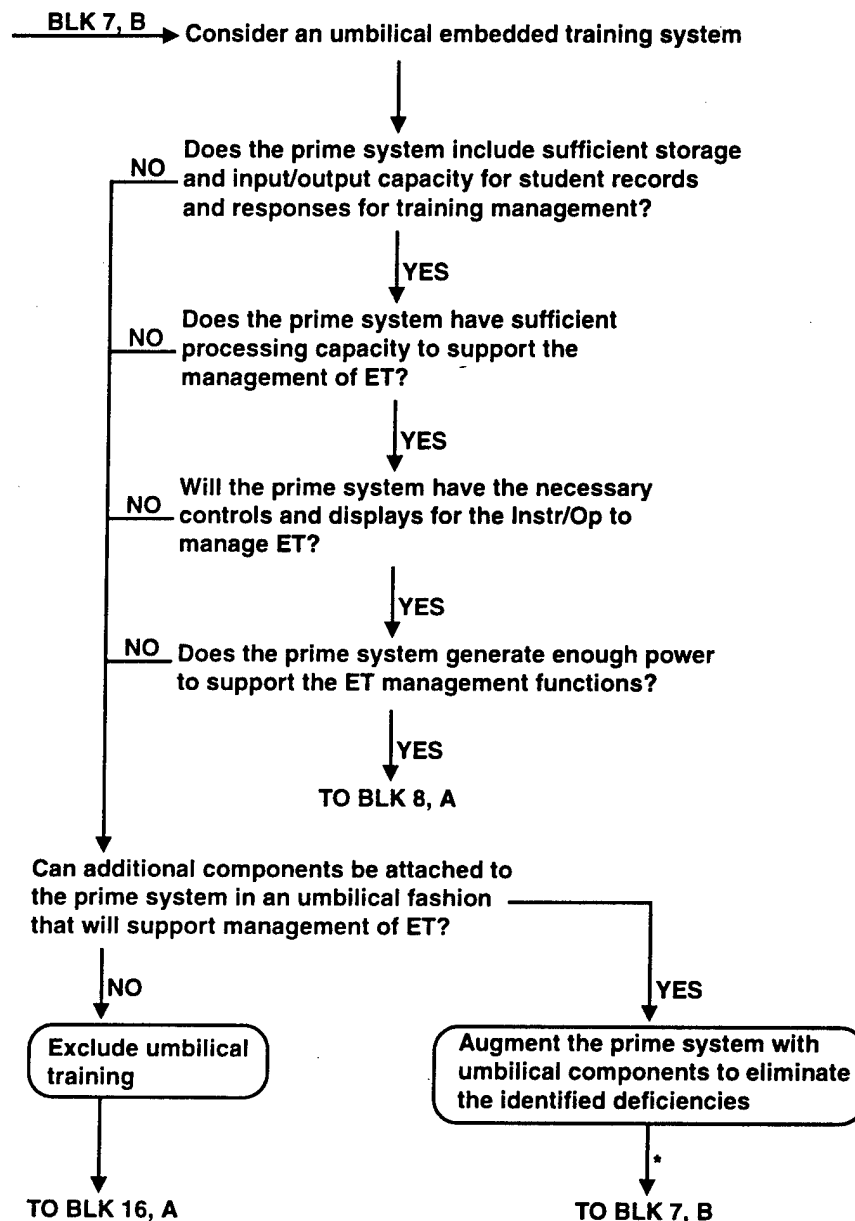 BLK 7, B
Consider an umbilical embedded training system
Does the prime system include sufficient storage
and input/output capacity for student records
and responses for training management?
NO
YES
Does the prime system have sufficient
processing capacity to support the
management of ET?
NO
YES
Will the prime system have the necessary
controls and displays for the Instr/Op to
manage ET?
NO
YES
Does the prime system generate enough power
to support the ET management functions?
NO
YES
TO BLK 8, A
Can additional components be attached to
the prime system in an umbilical fashion
that will support management of ET?
NO
YES
Exclude umbilical
training
Augment the prime system with
umbilical components to eliminate
the identified deficiencies
*
TO BLK 16, A
TO BLK 7, B